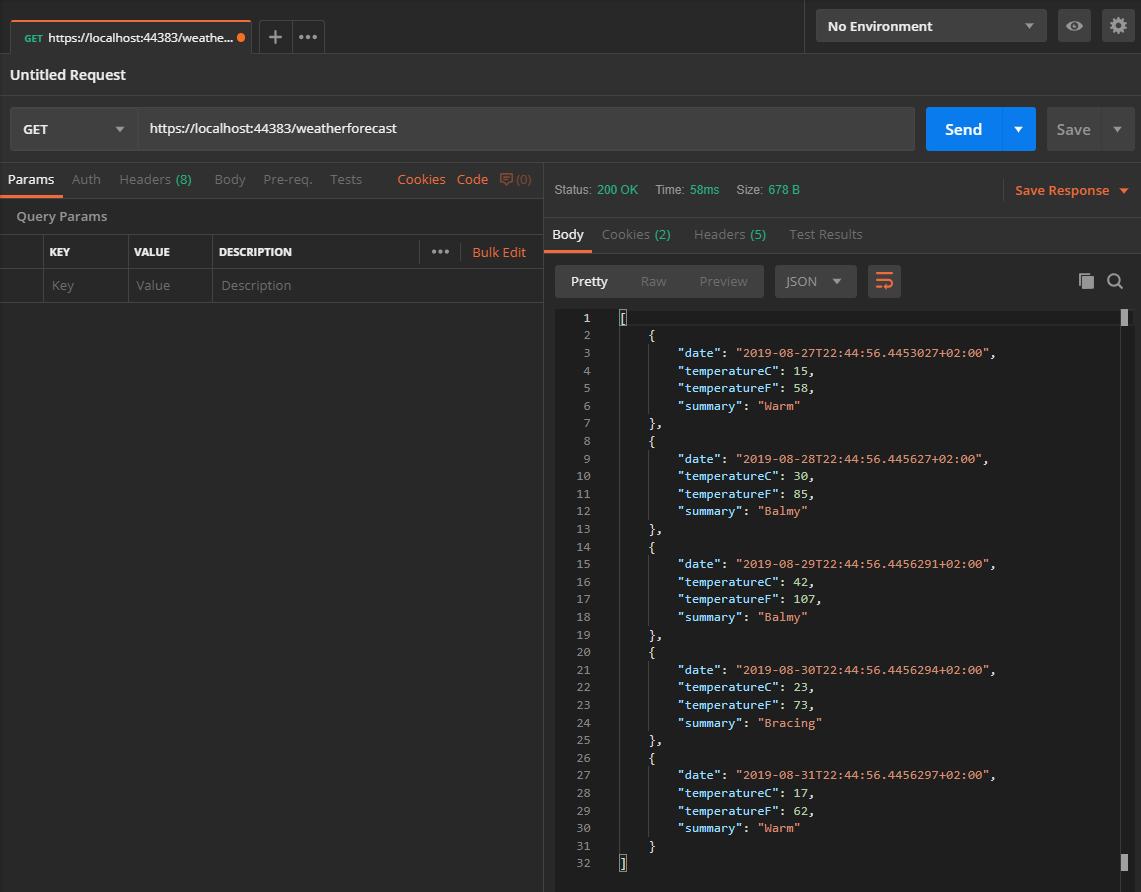 GET https://localhost:44383/weathe...
No Environment
Untitled Request
GET https://localhost:44383/weatherforecast Send Save
Params Auth Headers (8) Body Pre-req. Tests Cookies Code (0)
Query Params
KEY VALUE DESCRIPTION Bulk Edit
Key Value Description
Status: 200 OK Time: 58ms Size: 678 B Save Response
Body Cookies (2) Headers (5) Test Results
Pretty Raw Preview JSON
1 [
2 {
3 "date": "2019-08-27T22:44:56.4453027+02:00",
4 "temperatureC": 15,
5 "temperatureF": 58,
6 "summary": "Warm"
7 },
8 {
9 "date": "2019-08-28T22:44:56.445627+02:00",
10 "temperatureC": 30,
11 "temperatureF": 85,
12 "summary": "Balmy"
13 },
14 {
15 "date": "2019-08-29T22:44:56.4456291+02:00",
16 "temperatureC": 42,
17 "temperatureF": 107,
18 "summary": "Balmy"
19 },
20 {
21 "date": "2019-08-30T22:44:56.4456294+02:00",
22 "temperatureC": 23,
23 "temperatureF": 73,
24 "summary": "Bracing"
25 },
26 {
27 "date": "2019-08-31T22:44:56.4456297+02:00",
28 "temperatureC": 17,
29 "temperatureF": 62,
30 "summary": "Warm"
31 }
32 ]